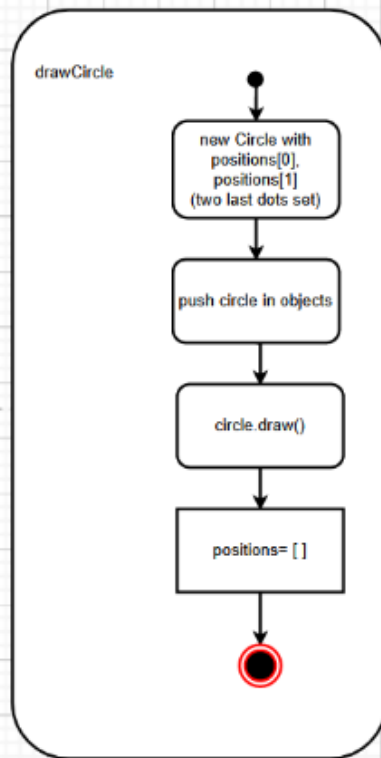 drawCircle
new Circle with
positions[0],
positions[1]
(two last dots set)
push circle in objects
circle.draw()
positions= [ ]